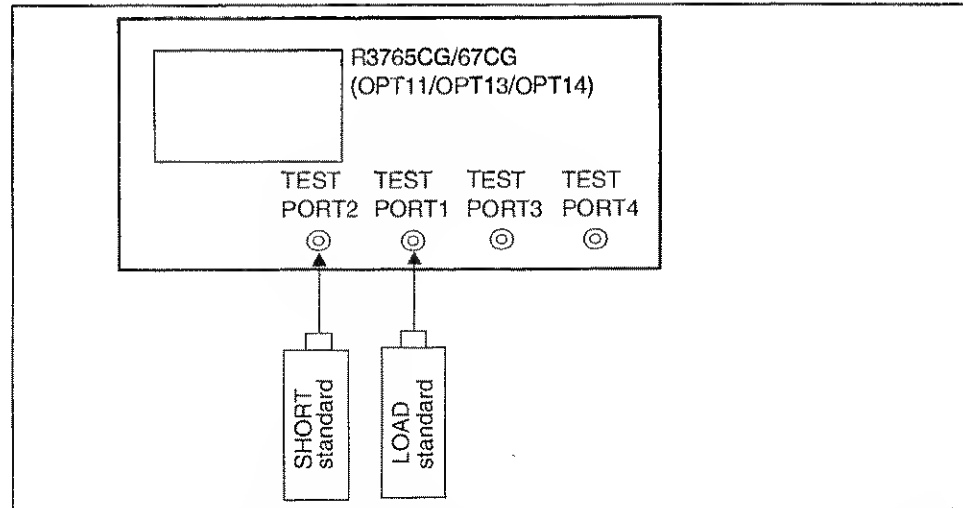 R3765CG/67CG
(OPT11/OPT13/OPT14)
TEST TEST TEST TEST
PORT2 PORT1 PORT3 PORT4
SHORT
standard
LOAD
standard